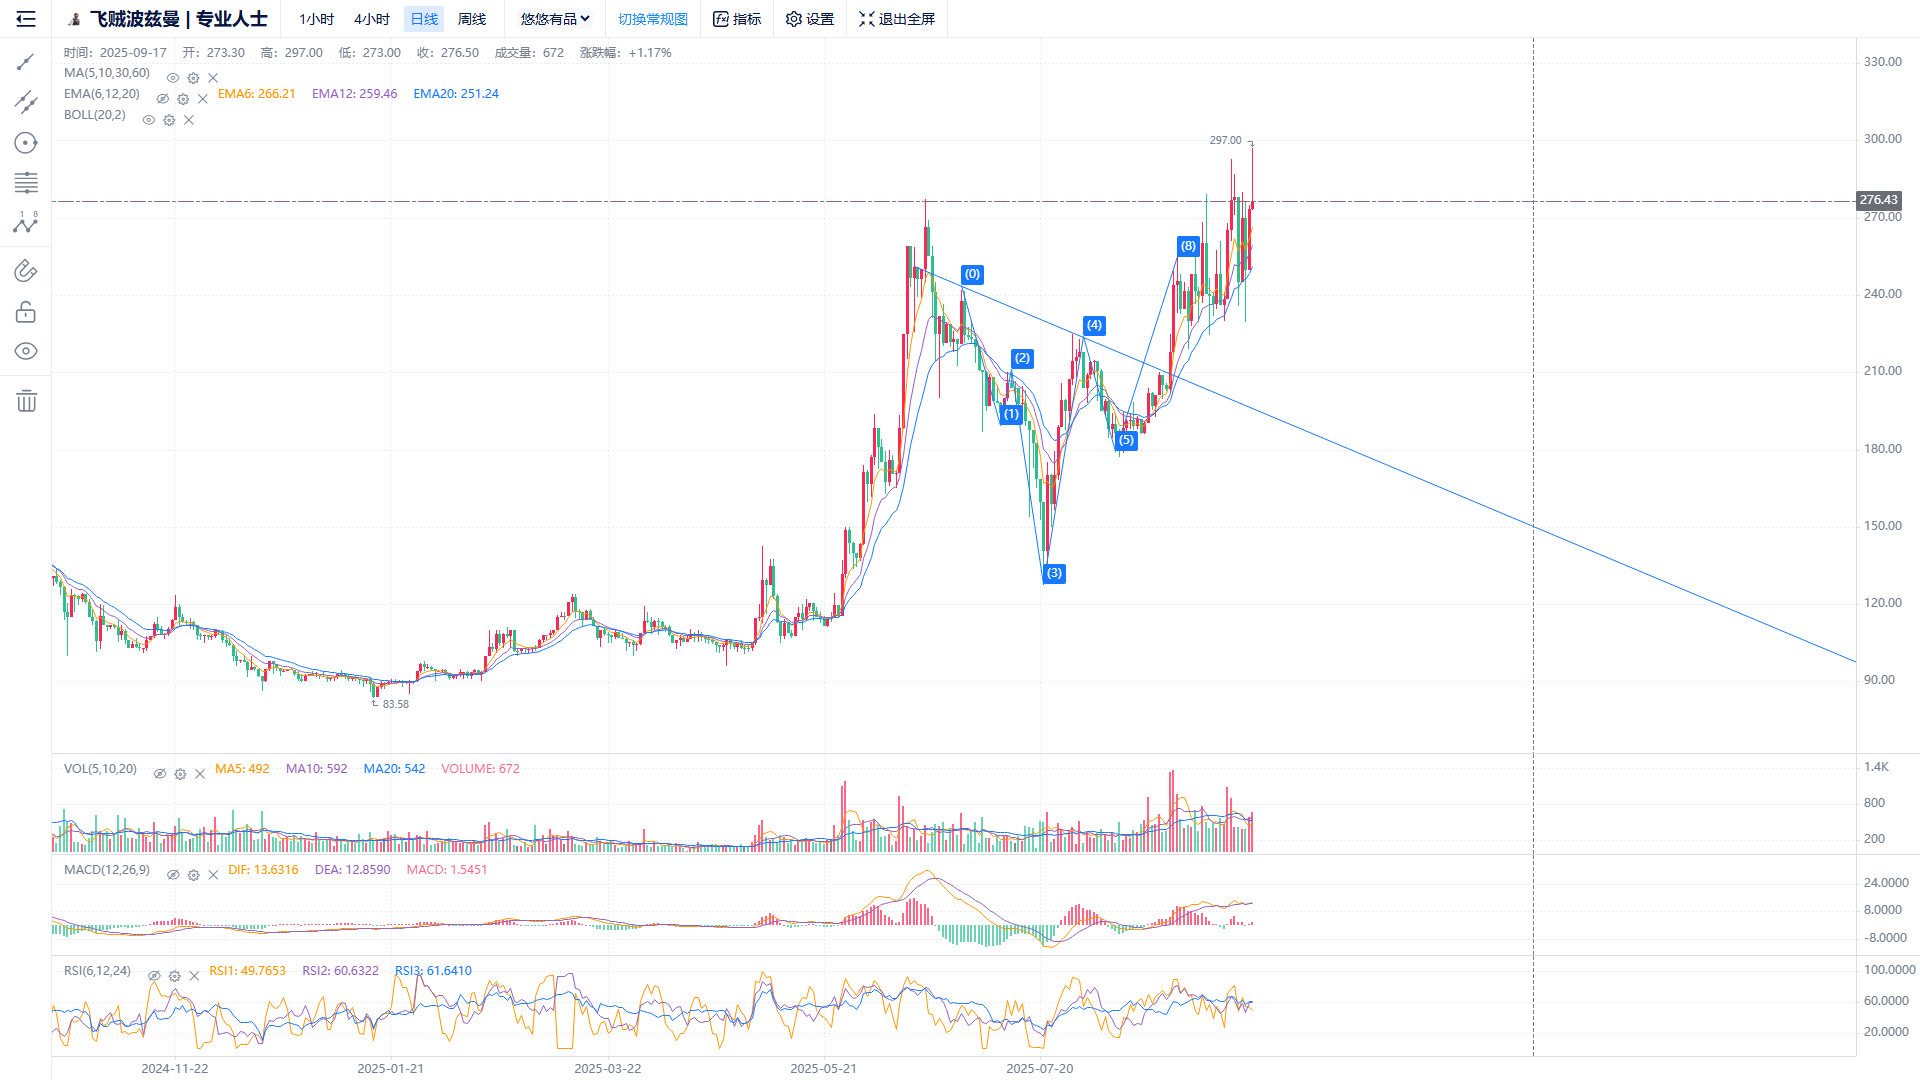 飞贼波兹曼 | 专业人士 1小时 4小时 日线 周线 悠悠有品 切换常规图 指标 设置 退出全屏
时间: 2025-09-17 开: 273.30 高: 297.00 低: 273.00 收: 276.50 成交量: 672 涨跌幅: +1.17%
MA(5,10,30,60)
EMA(6,12,20) EMA6: 266.21 EMA12: 259.46 EMA20: 251.24
BOLL(20,2)
1 8
330.00
300.00
297.00
276.43
270.00
240.00
210.00
180.00
150.00
120.00
90.00
(0)
(1)
(2)
(3)
(4)
(5)
(8)
83.58
VOL(5,10,20) MA5: 492 MA10: 592 MA20: 542 VOLUME: 672
1.4K
800
200
MACD(12,26,9) DIF: 13.6316 DEA: 12.8590 MACD: 1.5451
24.0000
8.0000
-8.0000
RSI(6,12,24) RSI1: 49.7653 RSI2: 60.6322 RSI3: 61.6410
100.0000
60.0000
20.0000
2024-11-22 2025-01-21 2025-03-22 2025-05-21 2025-07-20